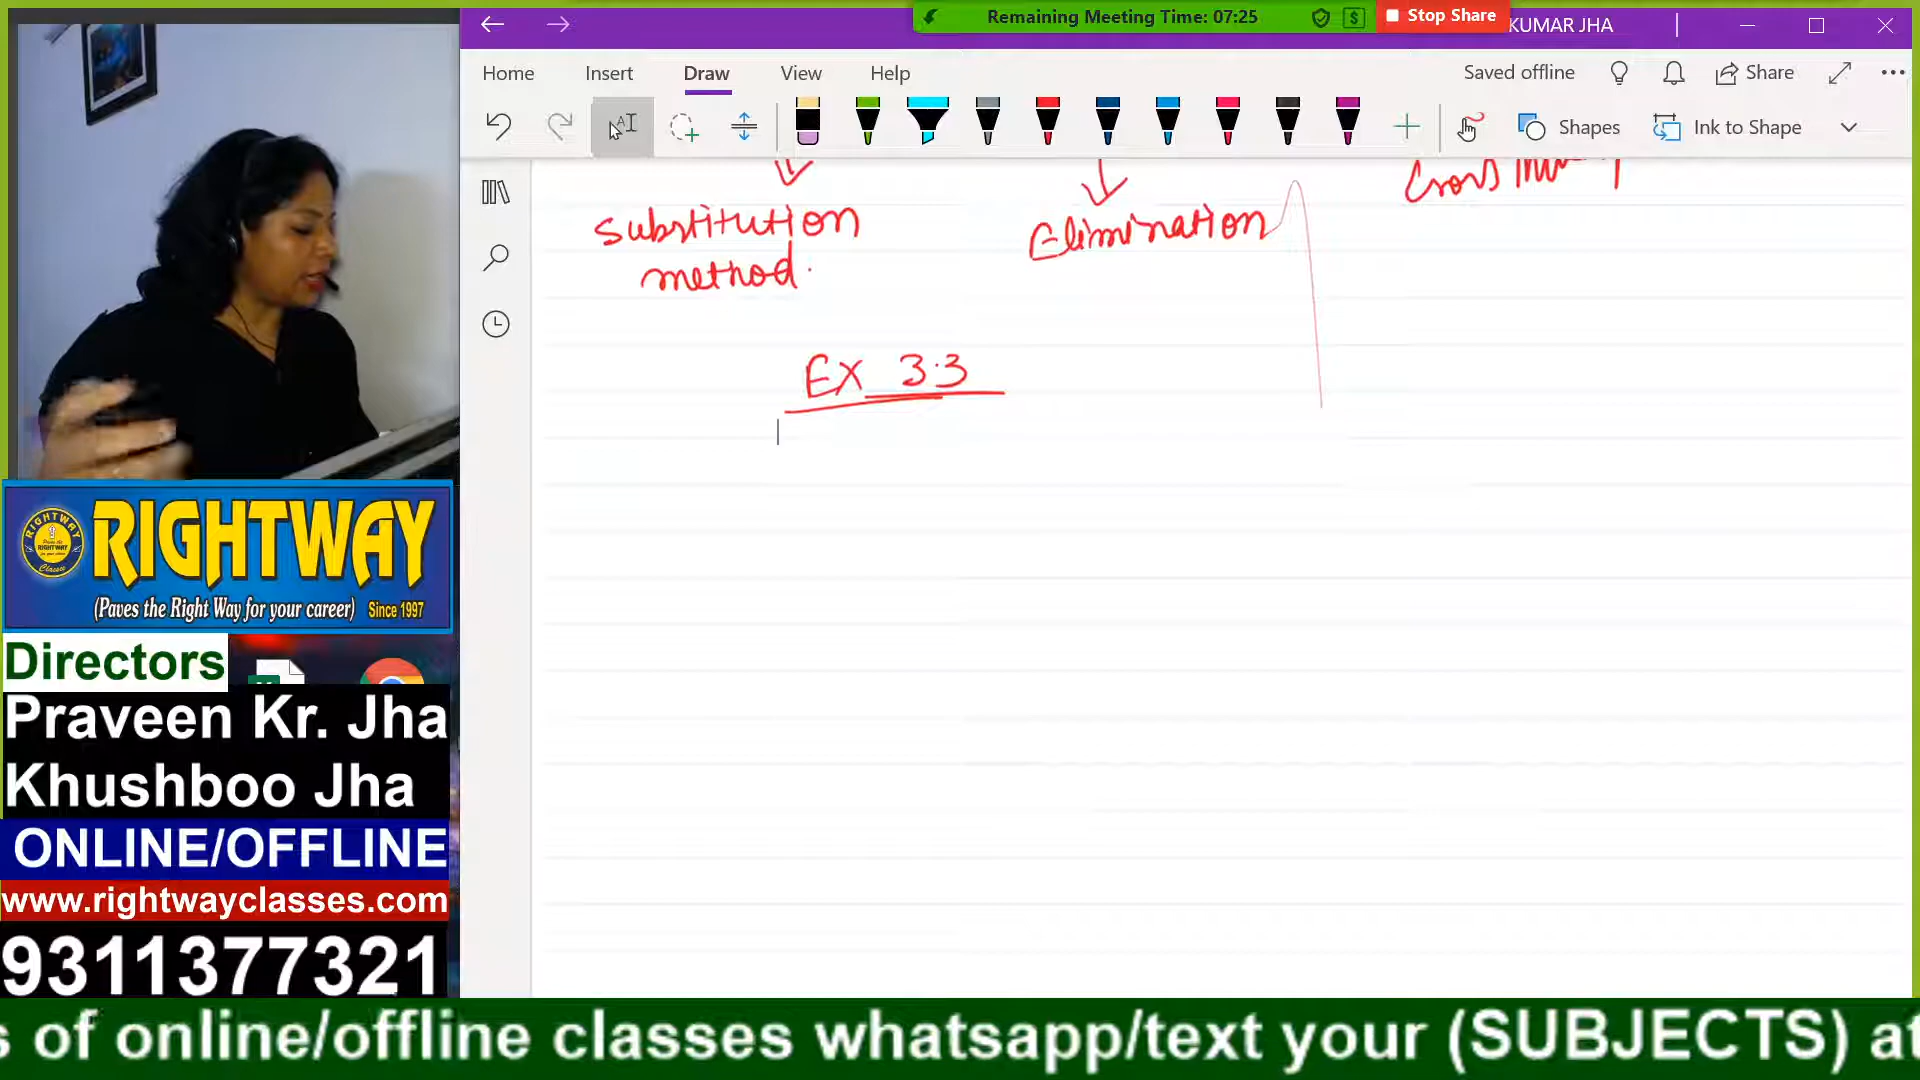 Remaining Meeting Time: 07:25
Stop Share
KUMAR JHA
Home Insert Draw View Help
Saved offline
Share
Shapes
Ink to Shape
Cross
Substitution
method.
Elimination
Ex 3.3
RIGHTWAY
(Paves the Right Way for your career) Since 1997
Directors
Praveen Kr. Jha
Khushboo Jha
ONLINE/OFFLINE
www.rightwayclasses.com
9311377321
s of online/offline classes whatsapp/text your (SUBJECTS) at